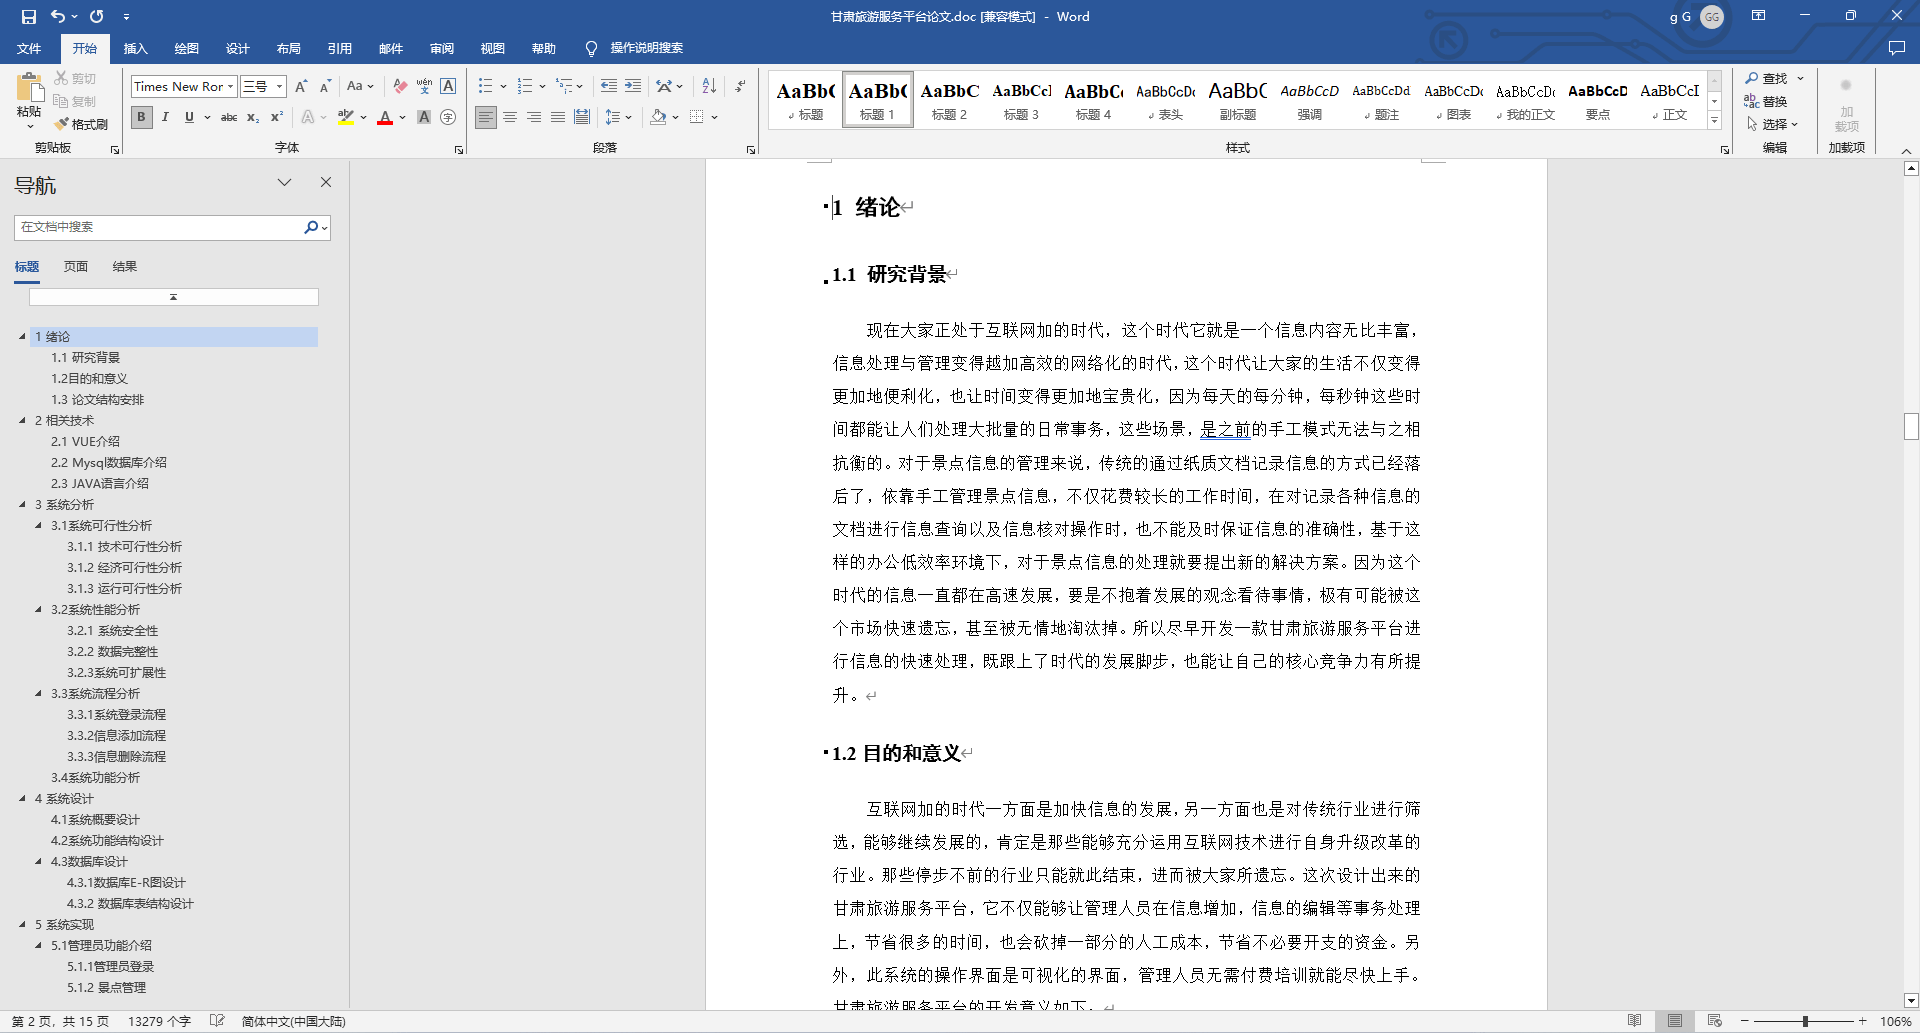 甘肃旅游服务平台论文.doc [兼容模式] - Word
g G GG
文件 开始 插入 绘图 设计 布局 引用 邮件 审阅 视图 帮助 操作说明搜索
粘贴 剪切
复制
格式刷
剪贴板
Times New Ror 三号
字体
段落
AaBbC AaBbC AaBbC AaBbCcI AaBbCc AaBbCcDc AaBbC AaBbCcD AaBbCcDd AaBbCcDc AaBbCcDc AaBbCcD AaBbCcI
标题 标题 1 标题 2 标题 3 标题 4 表头 副标题 强调 题注 图表 我的正文 要点 正文
样式
查找
替换
选择
编辑
加
载项
加载项
导航
在文档中搜索
标题 页面 结果
1 绪论
1.1 研究背景
1.2目的和意义
1.3 论文结构安排
2 相关技术
2.1 VUE介绍
2.2 Mysql数据库介绍
2.3 JAVA语言介绍
3 系统分析
3.1系统可行性分析
3.1.1 技术可行性分析
3.1.2 经济可行性分析
3.1.3 运行可行性分析
3.2系统性能分析
3.2.1 系统安全性
3.2.2 数据完整性
3.2.3系统可扩展性
3.3系统流程分析
3.3.1系统登录流程
3.3.2信息添加流程
3.3.3信息删除流程
3.4系统功能分析
4 系统设计
4.1系统概要设计
4.2系统功能结构设计
4.3数据库设计
4.3.1数据库E-R图设计
4.3.2 数据库表结构设计
5 系统实现
5.1管理员功能介绍
5.1.1管理员登录
5.1.2 景点管理
1 绪论
1.1 研究背景
现在大家正处于互联网加的时代，这个时代它就是一个信息内容无比丰富，
信息处理与管理变得越加高效的网络化的时代，这个时代让大家的生活不仅变得
更加地便利化，也让时间变得更加地宝贵化，因为每天的每分钟，每秒钟这些时
间都能让人们处理大批量的日常事务，这些场景，是之前的手工模式无法与之相
抗衡的。对于景点信息的管理来说，传统的通过纸质文档记录信息的方式已经落
后了，依靠手工管理景点信息，不仅花费较长的工作时间，在对记录各种信息的
文档进行信息查询以及信息核对操作时，也不能及时保证信息的准确性，基于这
样的办公低效率环境下，对于景点信息的处理就要提出新的解决方案。因为这个
时代的信息一直都在高速发展，要是不抱着发展的观念看待事情，极有可能被这
个市场快速遗忘，甚至被无情地淘汰掉。所以尽早开发一款甘肃旅游服务平台进
行信息的快速处理，既跟上了时代的发展脚步，也能让自己的核心竞争力有所提
升。
1.2 目的和意义
互联网加的时代一方面是加快信息的发展，另一方面也是对传统行业进行筛
选，能够继续发展的，肯定是那些能够充分运用互联网技术进行自身升级改革的
行业。那些停步不前的行业只能就此结束，进而被大家所遗忘。这次设计出来的
甘肃旅游服务平台，它不仅能够让管理人员在信息增加，信息的编辑等事务处理
上，节省很多的时间，也会砍掉一部分的人工成本，节省不必要开支的资金。另
外，此系统的操作界面是可视化的界面，管理人员无需付费培训就能尽快上手。
甘肃旅游服务平台的开发意义如下。
第 2 页，共 15 页 13279 个字 简体中文(中国大陆) 106%